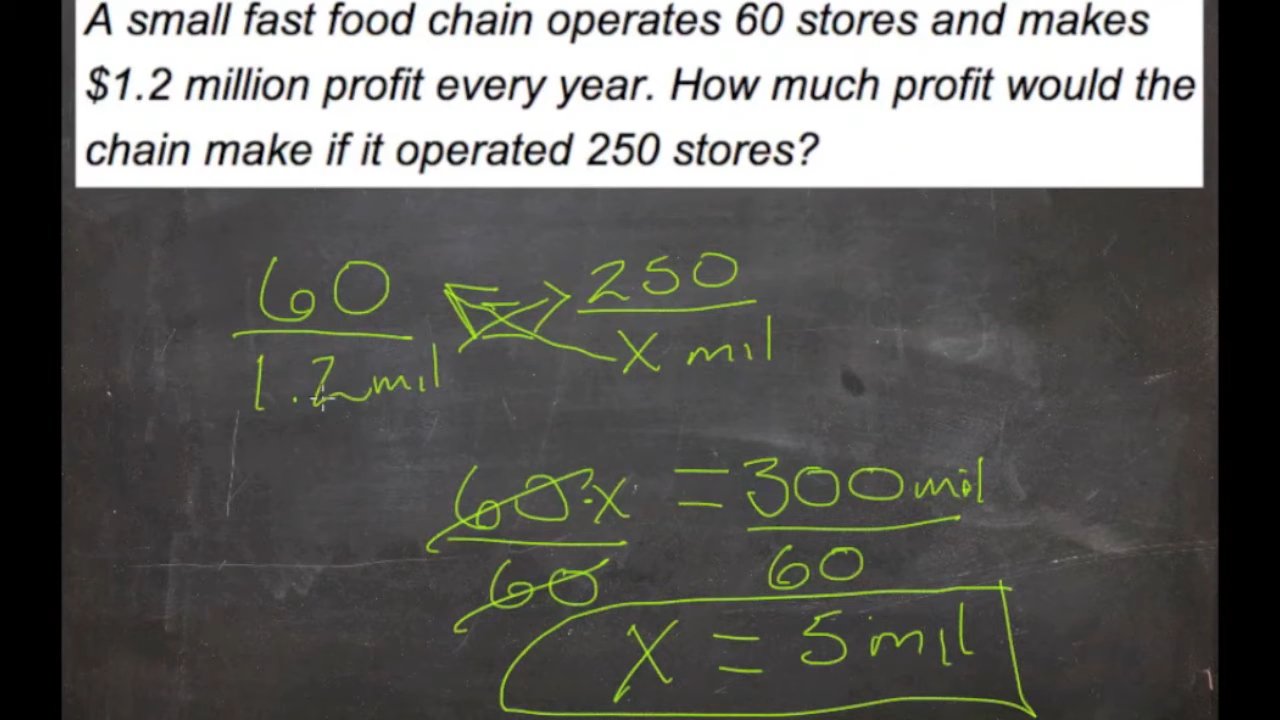 A small fast food chain operates 60 stores and makes
$1.2 million profit every year. How much profit would the
chain make if it operated 250 stores?
60
1.2 mil
250
x mil
60·x = 300 mil
60 60
x = 5 mil